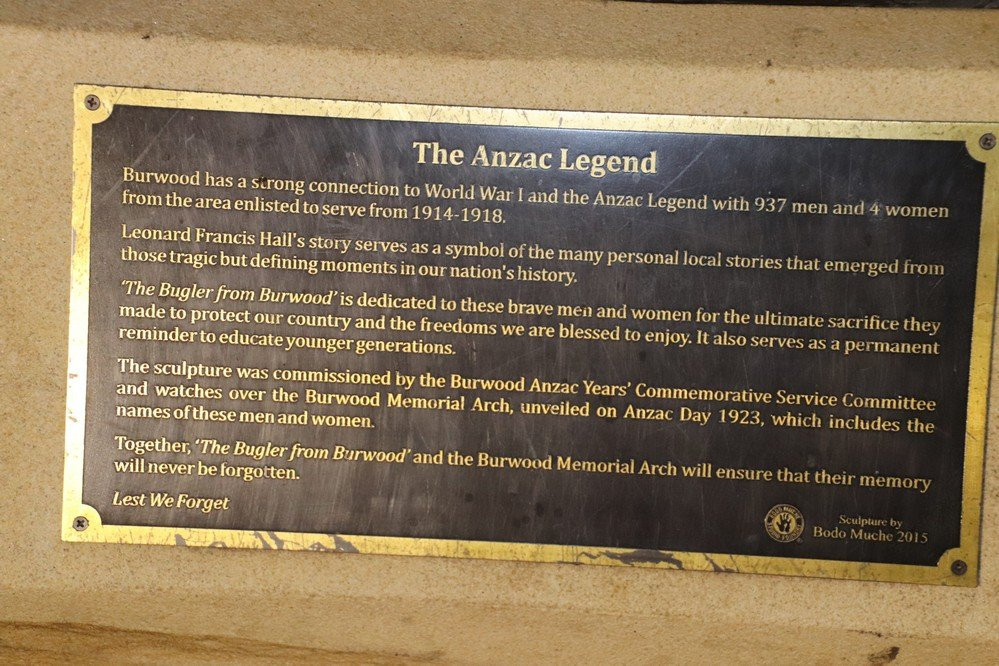 The Anzac Legend
Burwood has a strong connection to World War I and the Anzac Legend with 937 men and 4 women
from the area enlisted to serve from 1914-1918.
Leonard Francis Hall's story serves as a symbol of the many personal local stories that emerged from
those tragic but defining moments in our nation's history.
'The Bugler from Burwood' is dedicated to these brave men and women for the ultimate sacrifice they
made to protect our country and the freedoms we are blessed to enjoy. It also serves as a permanent
reminder to educate younger generations.
The sculpture was commissioned by the Burwood Anzac Years' Commemorative Service Committee
and watches over the Burwood Memorial Arch, unveiled on Anzac Day 1923, which includes the
names of these men and women.
Together, 'The Bugler from Burwood' and the Burwood Memorial Arch will ensure that their memory
will never be forgotten.
Lest We Forget
BODO MUCHE
Sculpture by
Bodo Muche 2015